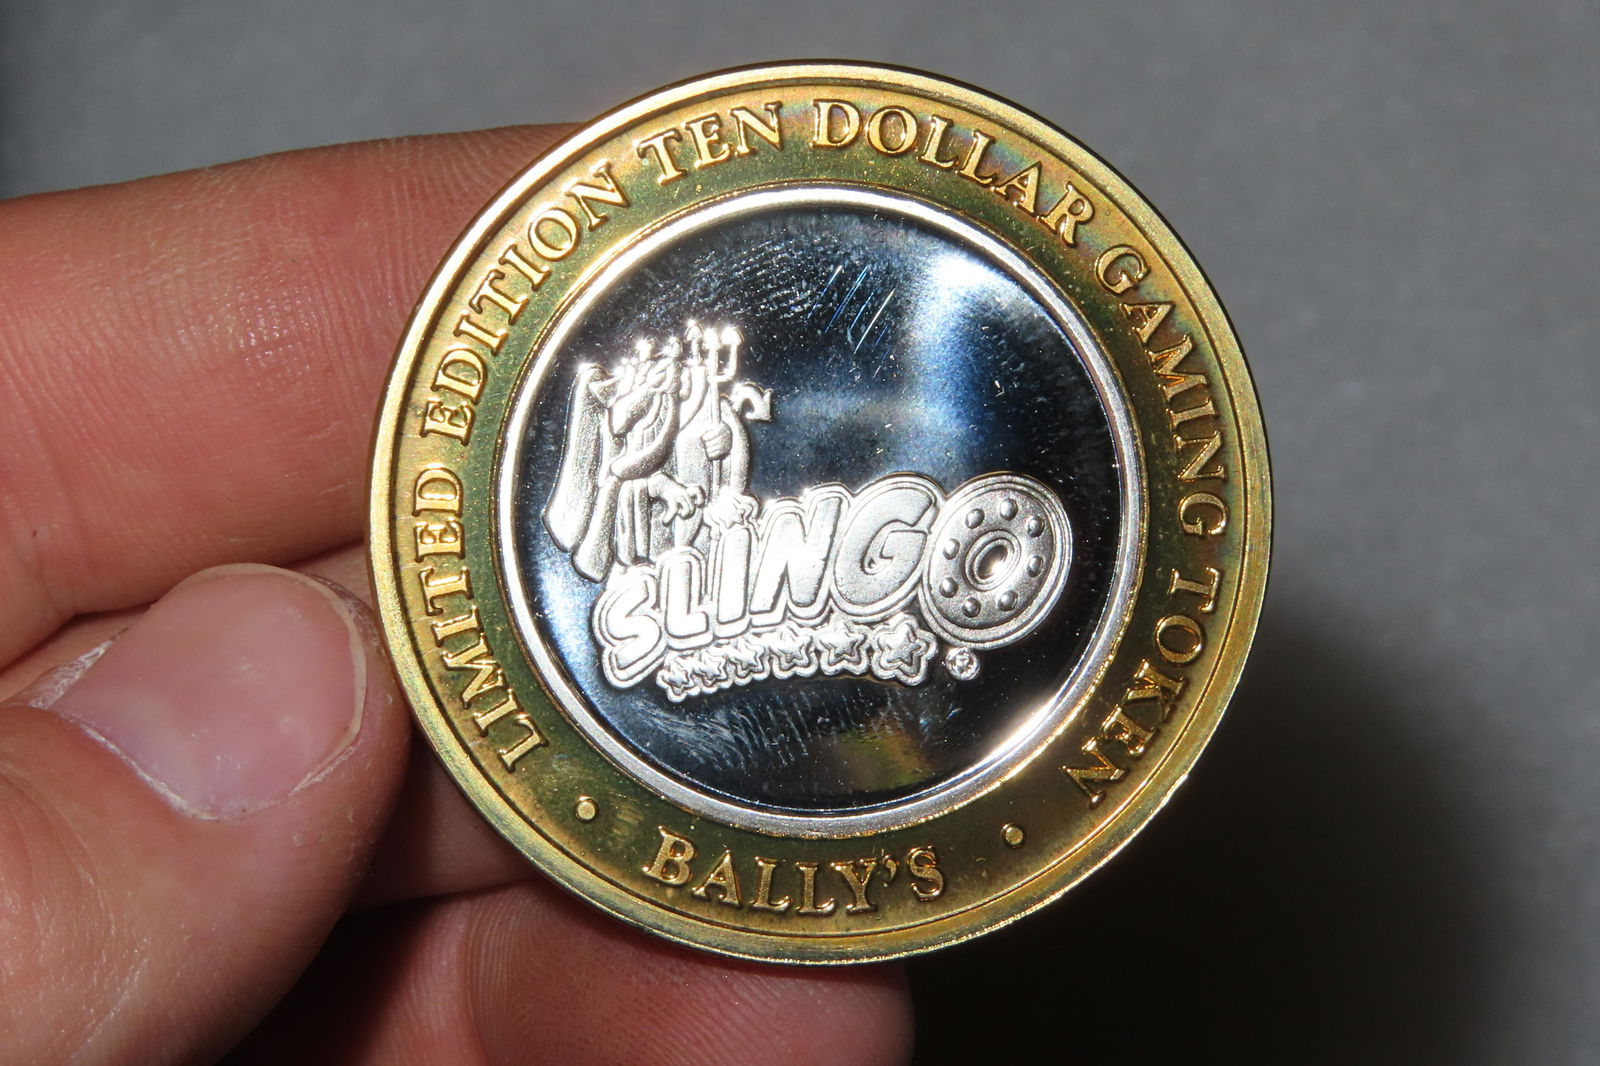 LIMITED EDITION TEN DOLLAR GAMING TOKEN
SLINGO
®
• BALLY'S •